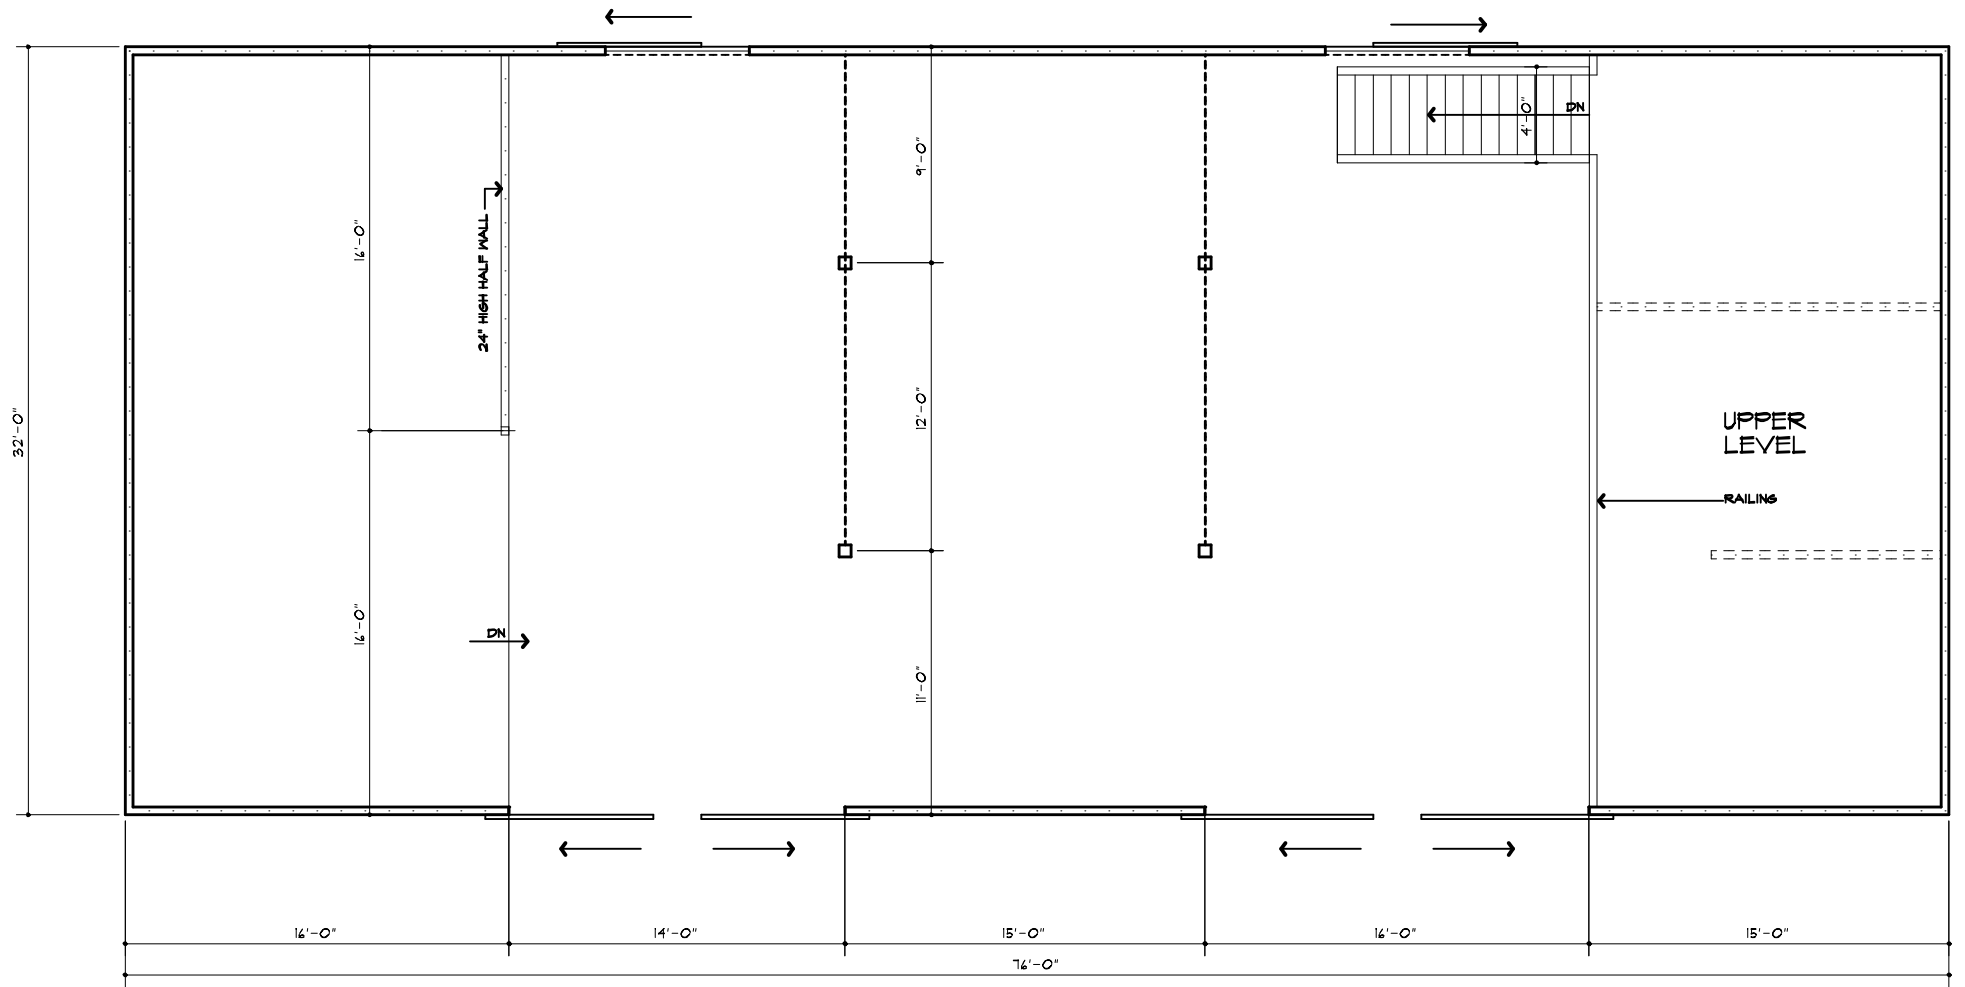 4'-0"
DN
9'-0"
16'-0"
24" HIGH HALF WALL
32'-0"
12'-0"
UPPER
LEVEL
RAILING
16'-0"
DN
11'-0"
16'-0"
14'-0"
15'-0"
16'-0"
15'-0"
76'-0"